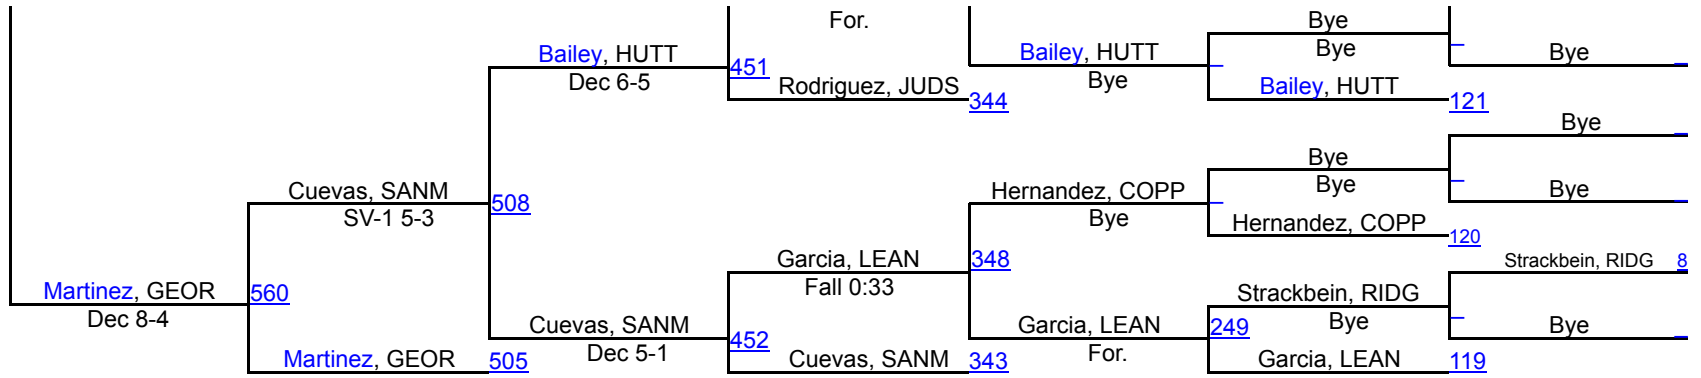 For.
Bye
Bailey, HUTT
Bailey, HUTT
Bye
Bye
Dec 6-5
451
Bye
Rodriguez, JUDS
344
Bailey, HUTT
121
Bye
Bye
Cuevas, SANM
Hernandez, COPP
Bye
Bye
SV-1 5-3
508
Bye
Hernandez, COPP
120
Garcia, LEAN
348
Strackbein, RIDG
8
Fall 0:33
Martinez, GEOR
560
Strackbein, RIDG
Dec 8-4
Cuevas, SANM
Garcia, LEAN
249
Bye
Bye
Dec 5-1
452
For.
Martinez, GEOR
505
Cuevas, SANM
343
Garcia, LEAN
119